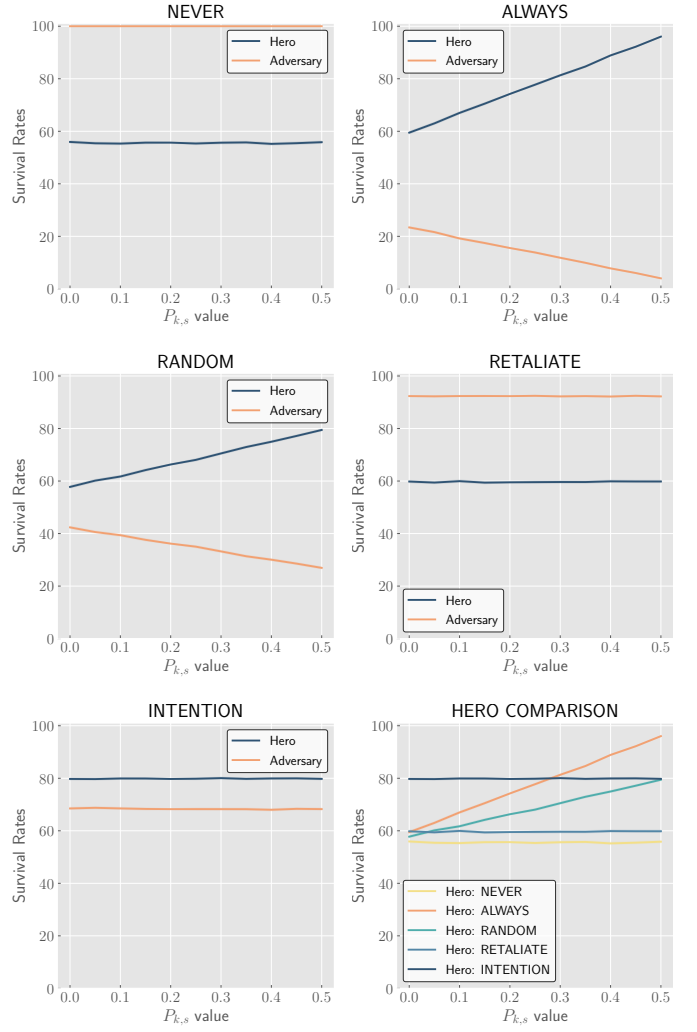 NEVER
100
80
60
40
20
0
Survival Rates
Hero
Adversary
0.0 0.1 0.2 0.3 0.4 0.5
P_{k,s} value
ALWAYS
100
80
60
40
20
0
Survival Rates
Hero
Adversary
0.0 0.1 0.2 0.3 0.4 0.5
P_{k,s} value
RANDOM
100
80
60
40
20
0
Survival Rates
Hero
Adversary
0.0 0.1 0.2 0.3 0.4 0.5
P_{k,s} value
RETALIATE
100
80
60
40
20
0
Survival Rates
Hero
Adversary
0.0 0.1 0.2 0.3 0.4 0.5
P_{k,s} value
INTENTION
100
80
60
40
20
0
Survival Rates
Hero
Adversary
0.0 0.1 0.2 0.3 0.4 0.5
P_{k,s} value
HERO COMPARISON
100
80
60
40
20
0
Survival Rates
Hero: NEVER
Hero: ALWAYS
Hero: RANDOM
Hero: RETALIATE
Hero: INTENTION
0.0 0.1 0.2 0.3 0.4 0.5
P_{k,s} value